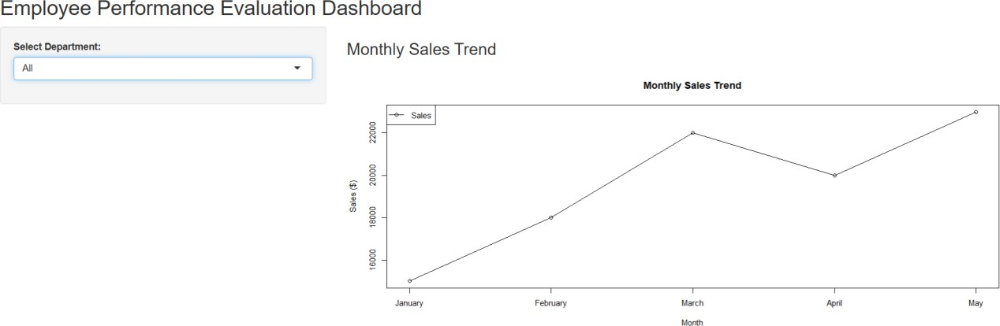 Employee Performance Evaluation Dashboard
Select Department:
All
Monthly Sales Trend
Monthly Sales Trend
Sales
22000
20000
18000
16000
Sales ($)
January February March April May
Month